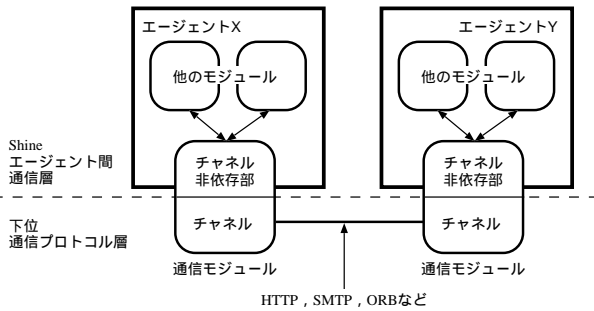 エージェントX
エージェントY
他のモジュール
他のモジュール
Shine
エージェント間
通信層
チャネル
非依存部
チャネル
非依存部
下位
通信プロトコル層
チャネル
チャネル
通信モジュール
通信モジュール
HTTP , SMTP , ORBなど